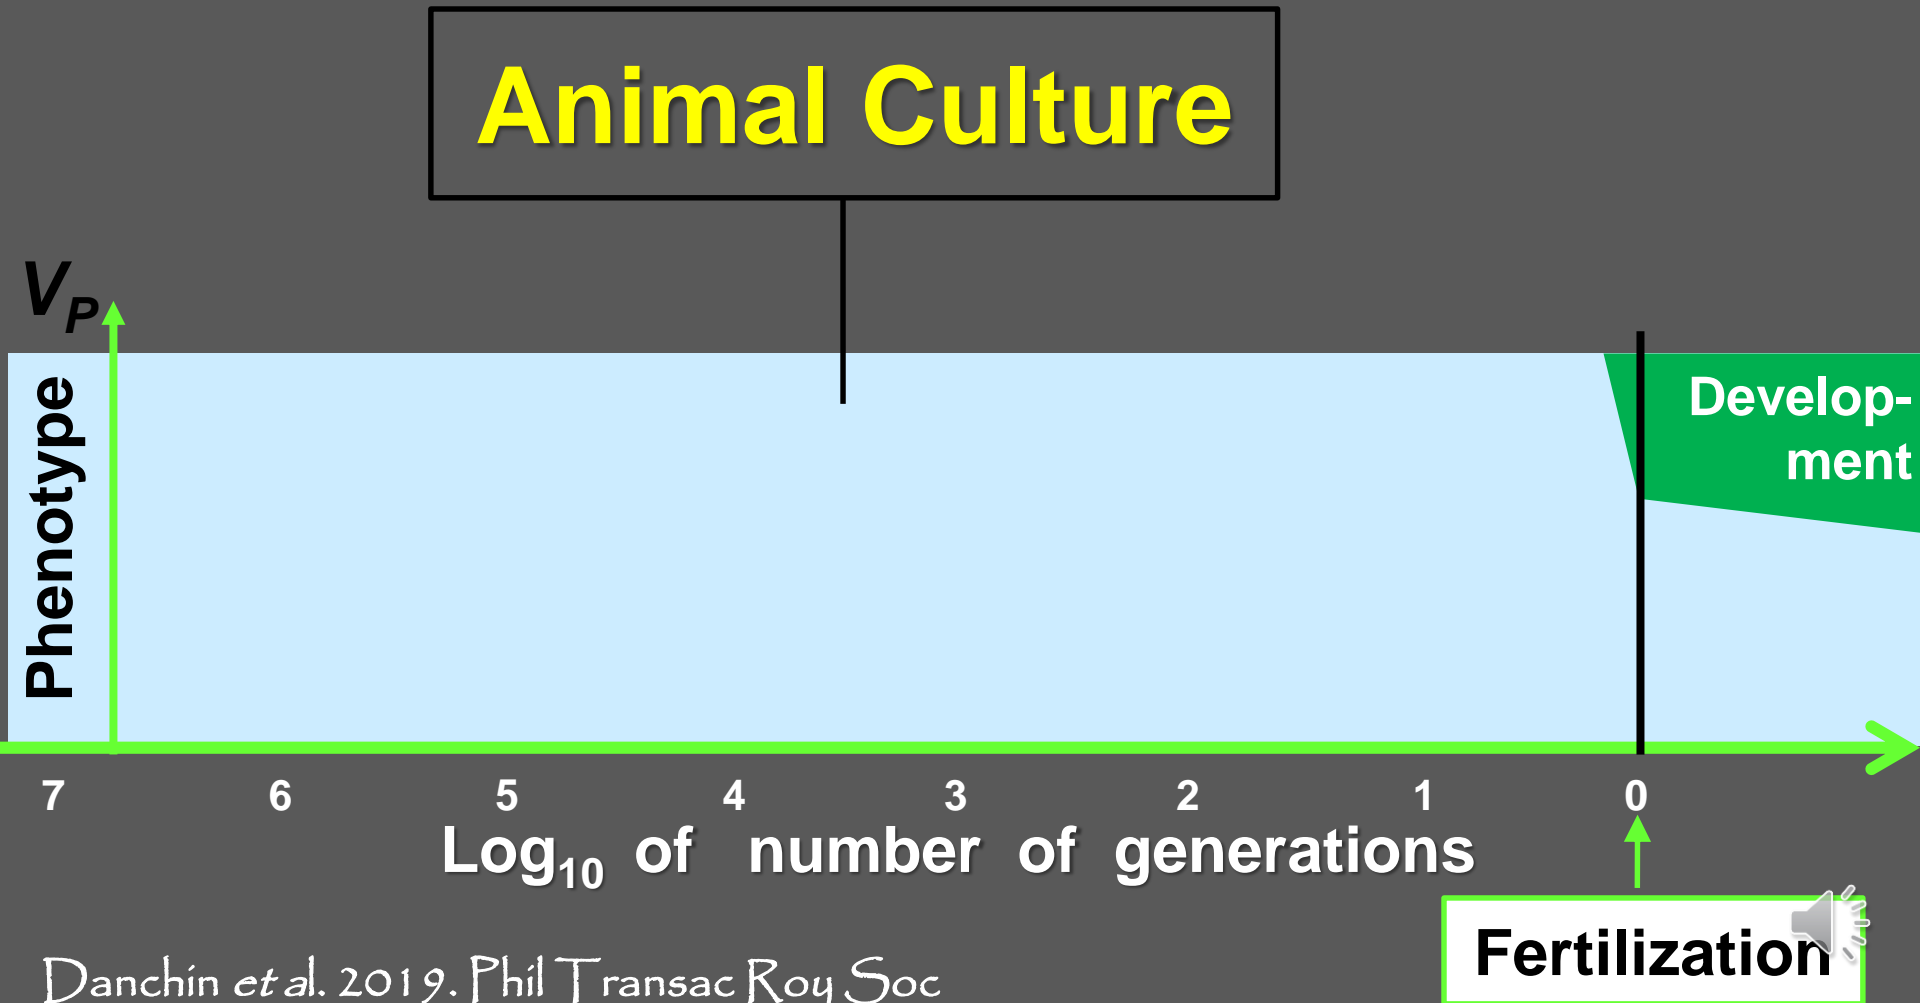 Animal Culture
VP
Phenotype
Develop-
ment
7 6 5 4 3 2 1 0
Log10 of number of generations
Fertilization
Danchin et al. 2019. Phil Transac Roy Soc